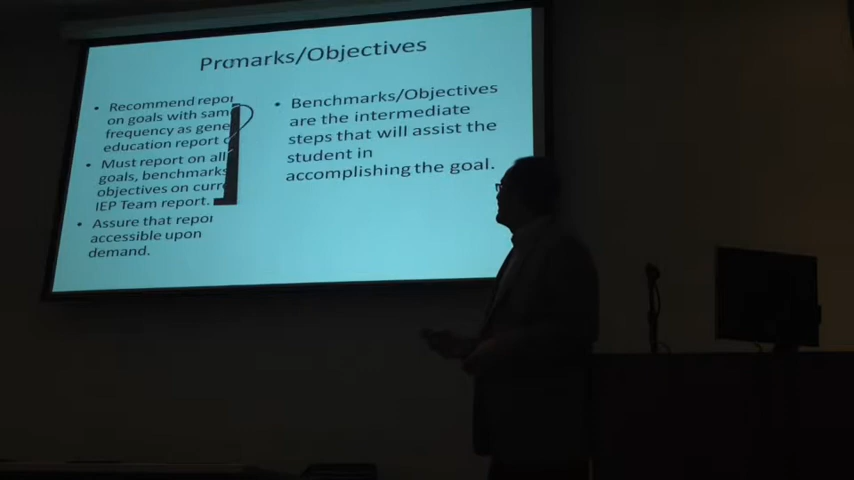 Promarks/Objectives
• Recommend repor
on goals with sam
frequency as gene
education report
• Must report on all
goals, benchmarks
objectives on curr
IEP Team report.
• Assure that repor
accessible upon
demand.
• Benchmarks/Objectives
are the intermediate
steps that will assist the
student in
accomplishing the goal.